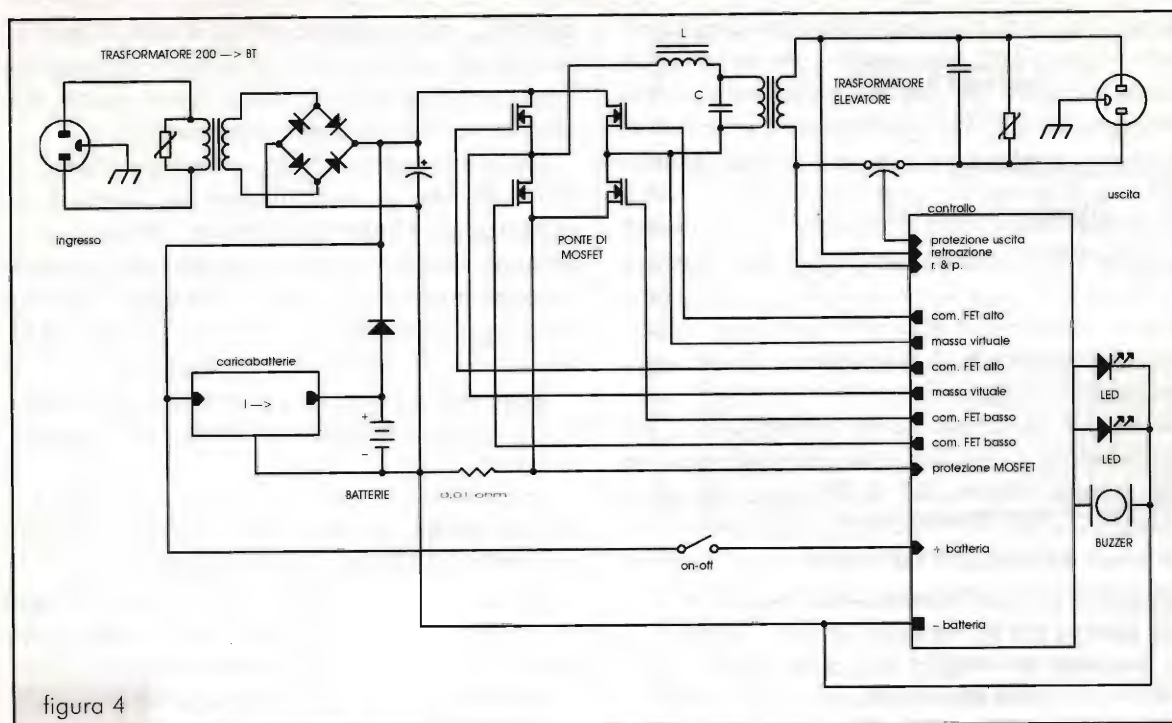 TRASFORMATORE 200 —> BT
L
C
TRASFORMATORE
ELEVATORE
ingresso
PONTE DI
MOSFET
uscita
controllo
protezione uscita
retroazione
r. & p.
com. FET alto
massa virtuale
com. FET alto
massa vituale
com. FET basso
com. FET basso
protezione MOSFET
+ batteria
– batteria
LED
LED
BUZZER
caricabatterie
I —>
+
+
–
BATTERIE
0,01 ohm
on-off
figura 4